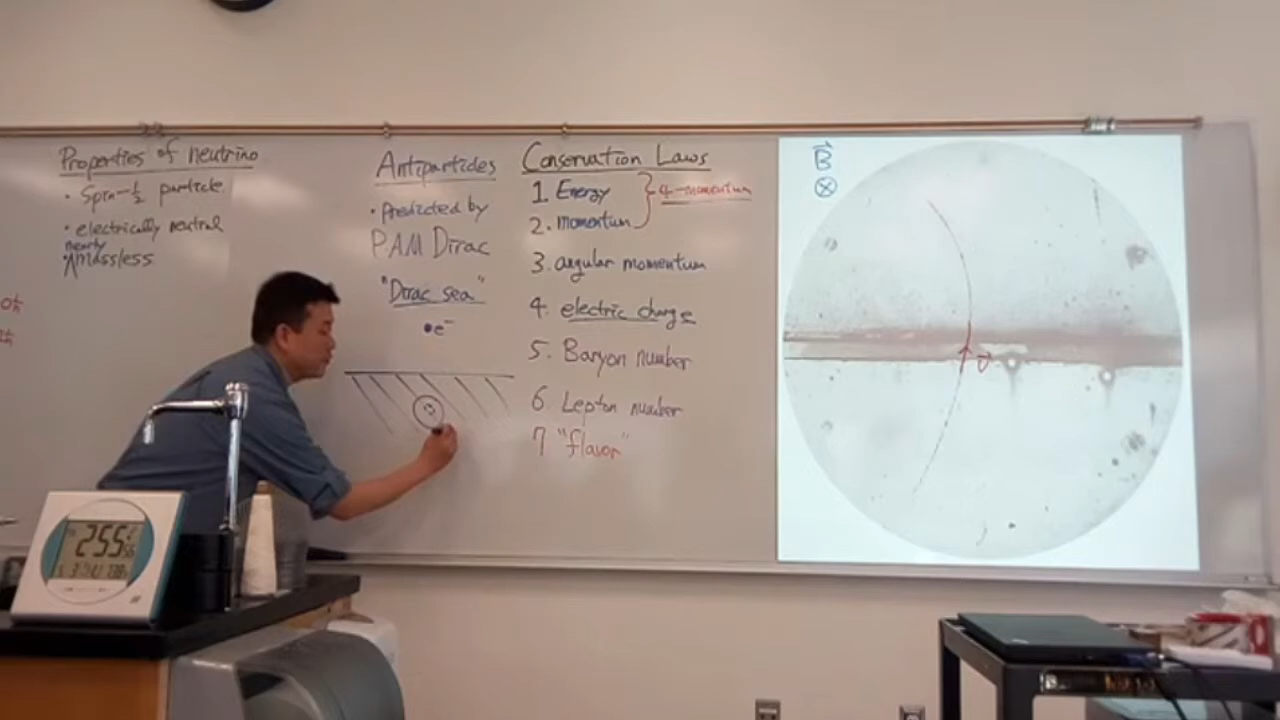 Properties of neutrino
• Spin-½ particle
• electrically neutral
nearly
^massless
Antiparticles
• Predicted by
P.A.M Dirac
"Dirac sea"
•e⁻
Conservation Laws
1. Energy
2. momentum
} 4-momentum
3. angular momentum
4. electric charge
5. Baryon number
6. Lepton number
7 "flavor"
B⃗
⊗
v⃗
2:55